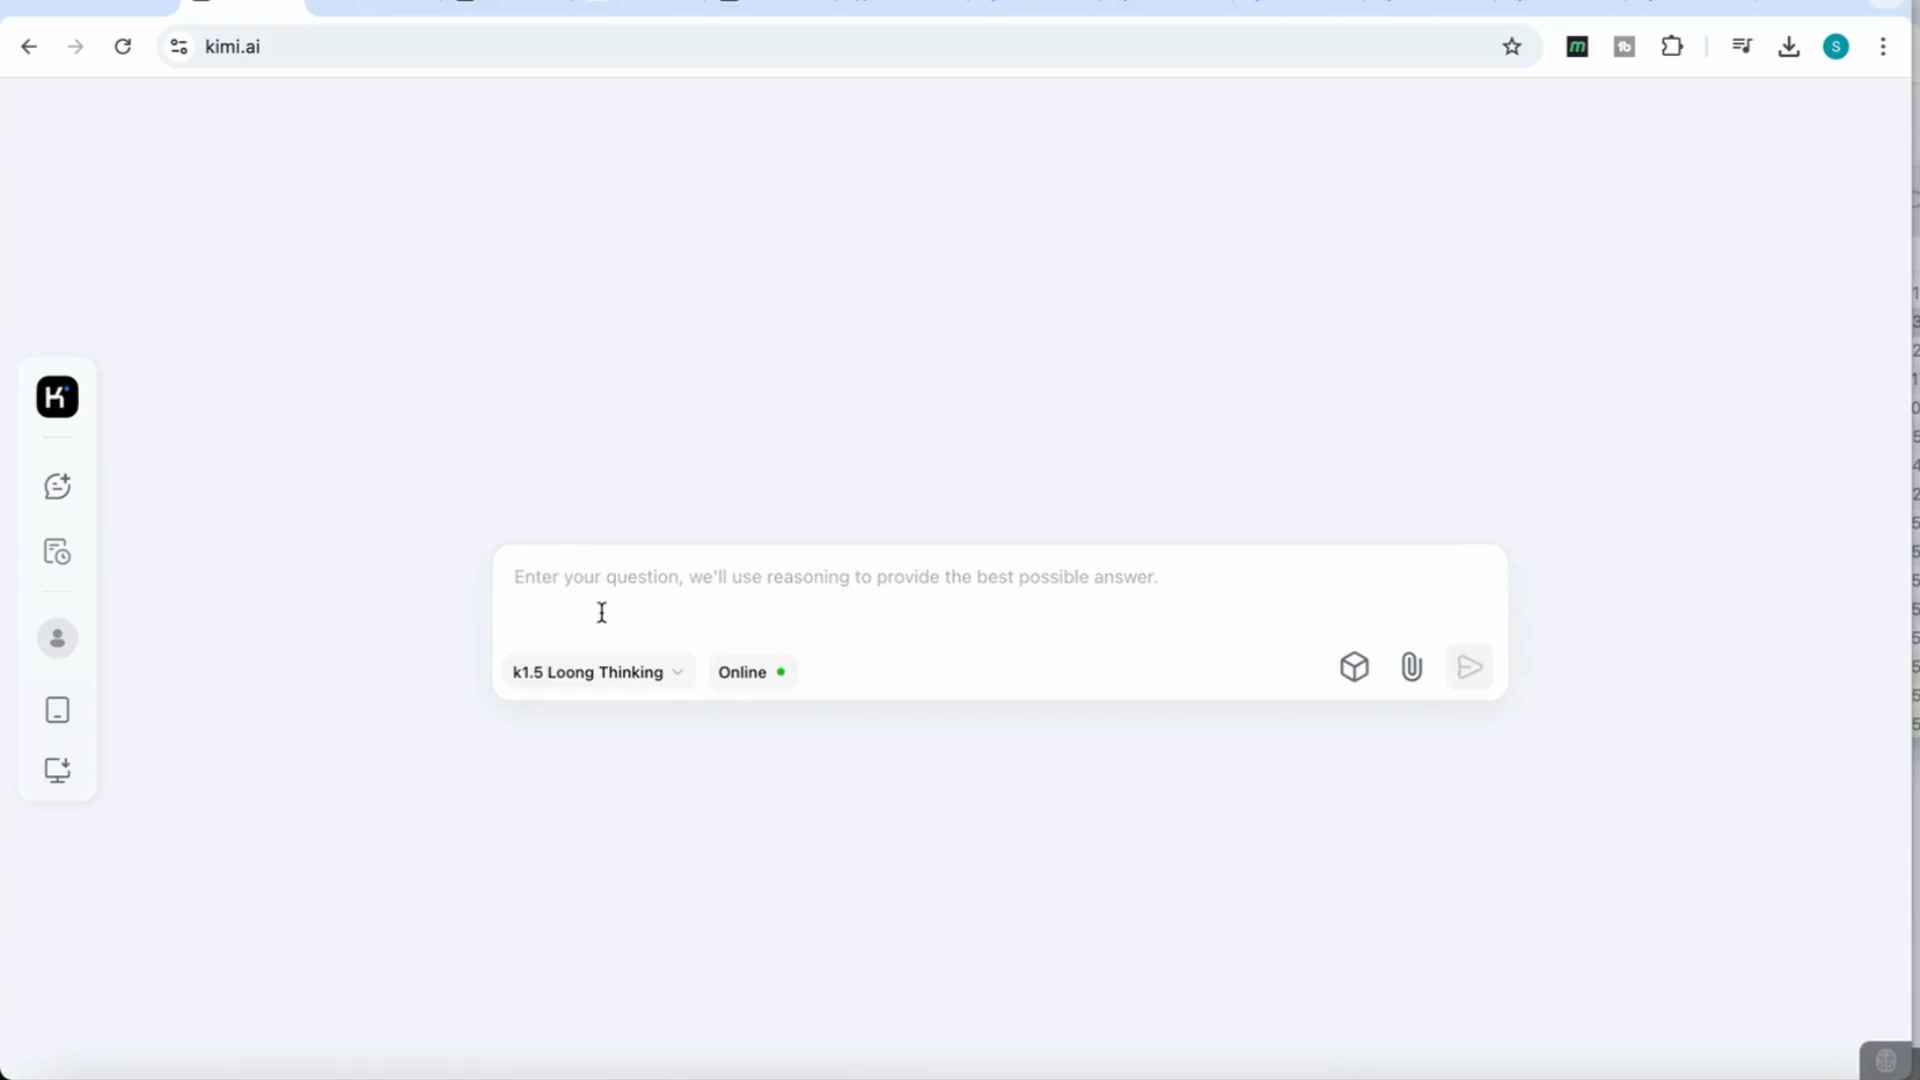 kimi.ai
S
Enter your question, we'll use reasoning to provide the best possible answer.
k1.5 Loong Thinking
Online